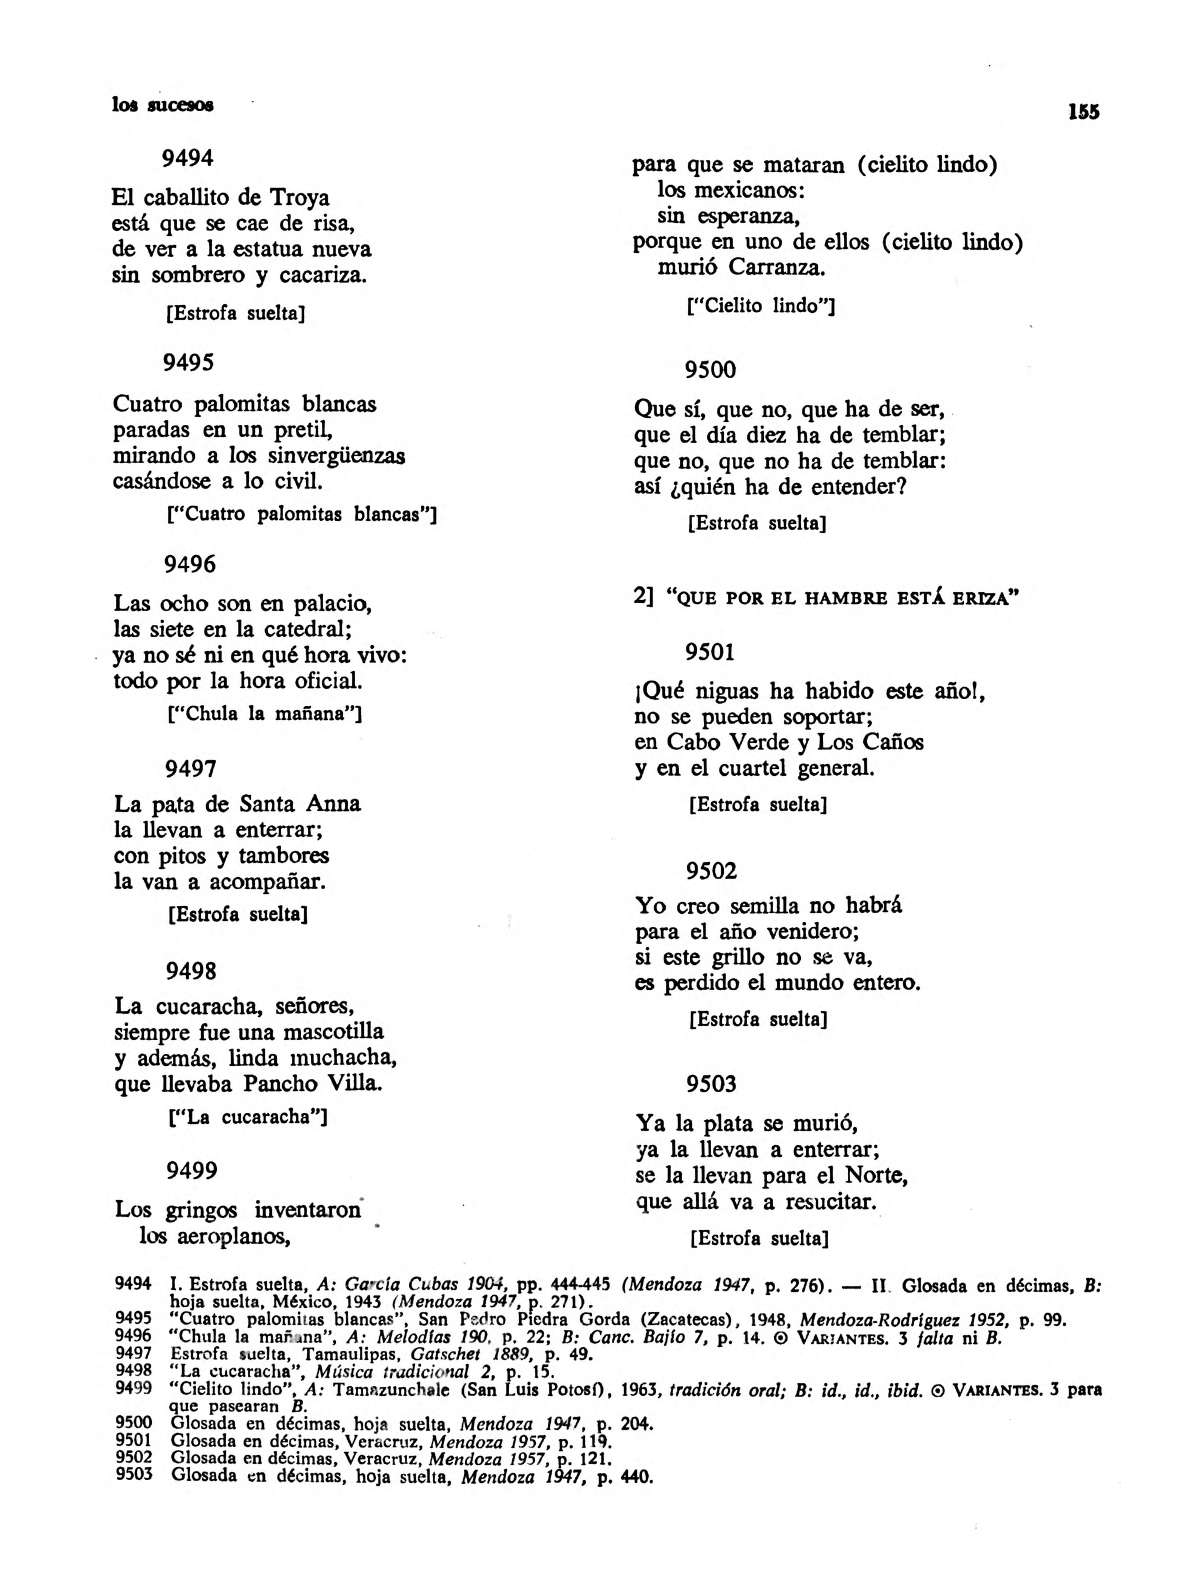 los sucesos
155
9494
El caballito de Troya
está que se cae de risa,
de ver a la estatua nueva
sin sombrero y cacariza.
[Estrofa suelta]
9495
Cuatro palomitas blancas
paradas en un pretil,
mirando a los sinvergüenzas
casándose a lo civil.
["Cuatro palomitas blancas"]
9496
Las ocho son en palacio,
las siete en la catedral;
ya no sé ni en qué hora vivo:
todo por la hora oficial.
["Chula la mañana"]
9497
La pata de Santa Anna
la llevan a enterrar;
con pitos y tambores
la van a acompañar.
[Estrofa suelta]
9498
La cucaracha, señores,
siempre fue una mascotilla
y además, linda muchacha,
que llevaba Pancho Villa.
["La cucaracha"]
9499
Los gringos inventaron
los aeroplanos,
para que se mataran (cielito lindo)
los mexicanos:
sin esperanza,
porque en uno de ellos (cielito lindo)
murió Carranza.
["Cielito lindo"]
9500
Que sí, que no, que ha de ser,
que el día diez ha de temblar;
que no, que no ha de temblar:
así ¿quién ha de entender?
[Estrofa suelta]
2] "QUE POR EL HAMBRE ESTÁ ERIZA"
9501
¡Qué niguas ha habido este año!,
no se pueden soportar;
en Cabo Verde y Los Caños
y en el cuartel general.
[Estrofa suelta]
9502
Yo creo semilla no habrá
para el año venidero;
si este grillo no se va,
es perdido el mundo entero.
[Estrofa suelta]
9503
Ya la plata se murió,
ya la llevan a enterrar;
se la llevan para el Norte,
que allá va a resucitar.
[Estrofa suelta]
9494 I. Estrofa suelta, A: García Cubas 1904, pp. 444-445 (Mendoza 1947, p. 276). — II. Glosada en décimas, B:
hoja suelta, México, 1943 (Mendoza 1947, p. 271).
9495 "Cuatro palomitas blancas", San Pedro Piedra Gorda (Zacatecas), 1948, Mendoza-Rodríguez 1952, p. 99.
9496 "Chula la mañana", A: Melodías 190, p. 22; B: Canc. Bajío 7, p. 14. ⊙ VARIANTES. 3 falta ni B.
9497 Estrofa suelta, Tamaulipas, Gatschet 1889, p. 49.
9498 "La cucaracha", Música tradicional 2, p. 15.
9499 "Cielito lindo", A: Tamazunchale (San Luis Potosí), 1963, tradición oral; B: id., id., ibid. ⊙ VARIANTES. 3 para
que pasearan B.
9500 Glosada en décimas, hoja suelta, Mendoza 1947, p. 204.
9501 Glosada en décimas, Veracruz, Mendoza 1957, p. 119.
9502 Glosada en décimas, Veracruz, Mendoza 1957, p. 121.
9503 Glosada en décimas, hoja suelta, Mendoza 1947, p. 440.